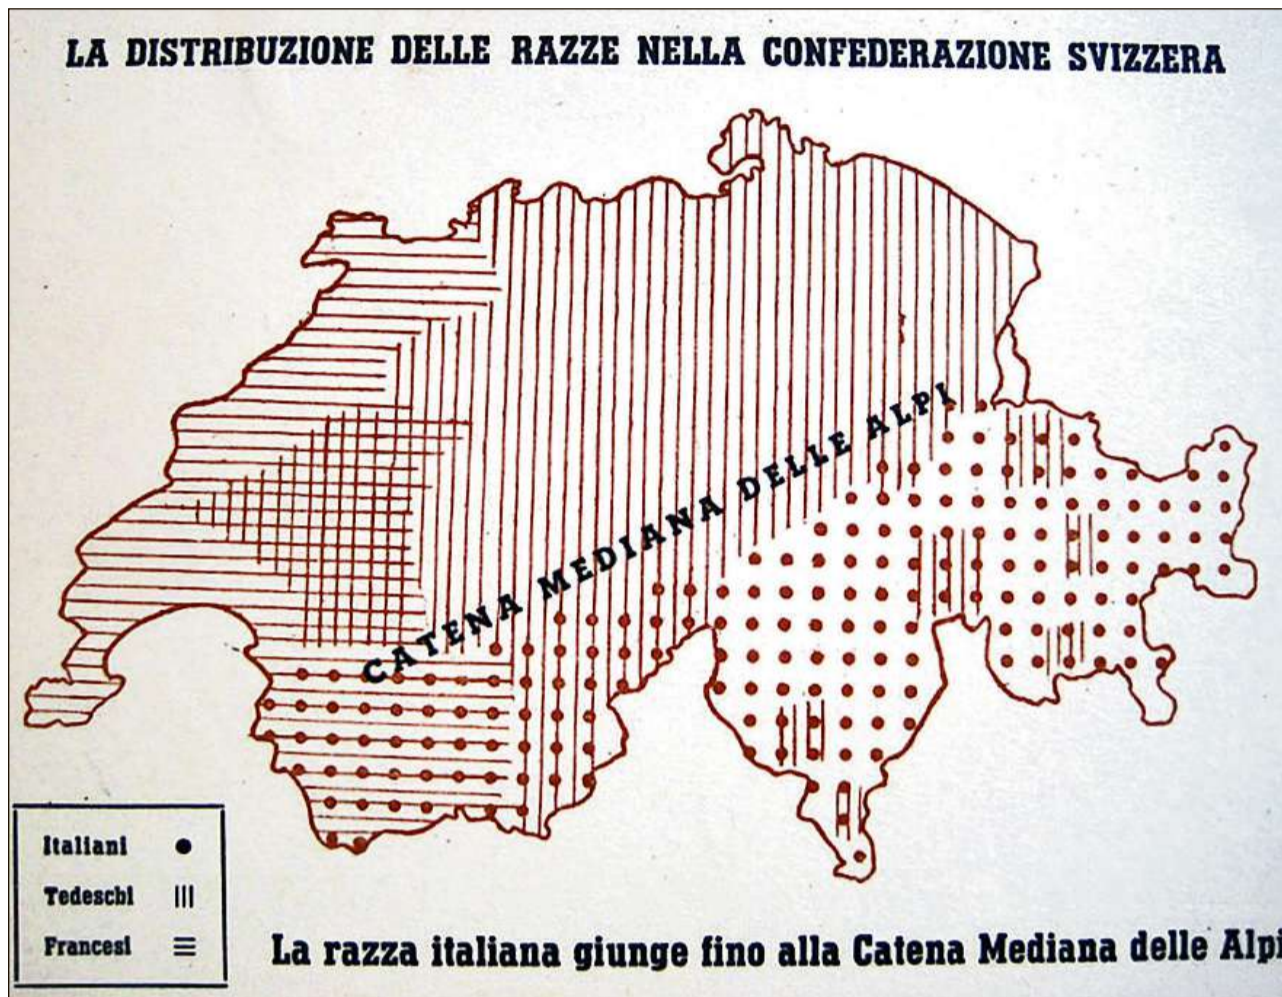 LA DISTRIBUZIONE DELLE RAZZE NELLA CONFEDERAZIONE SVIZZERA
CATENA MEDIANA DELLE ALPI
Italiani
Tedeschi
Francesi
La razza italiana giunge fino alla Catena Mediana delle Alpi